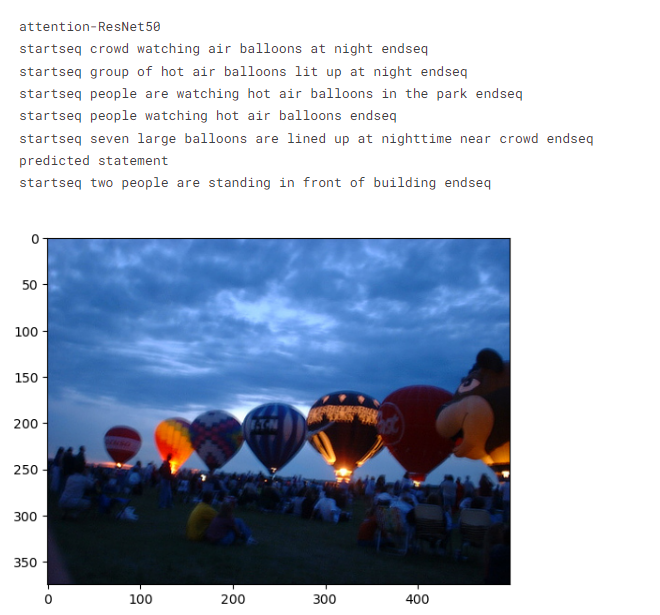 attention-ResNet50
startseq crowd watching air balloons at night endseq
startseq group of hot air balloons lit up at night endseq
startseq people are watching hot air balloons in the park endseq
startseq people watching hot air balloons endseq
startseq seven large balloons are lined up at nighttime near crowd endseq
predicted statement
startseq two people are standing in front of building endseq
0
50
100
150
200
250
300
350
E·T·N
0 100 200 300 400